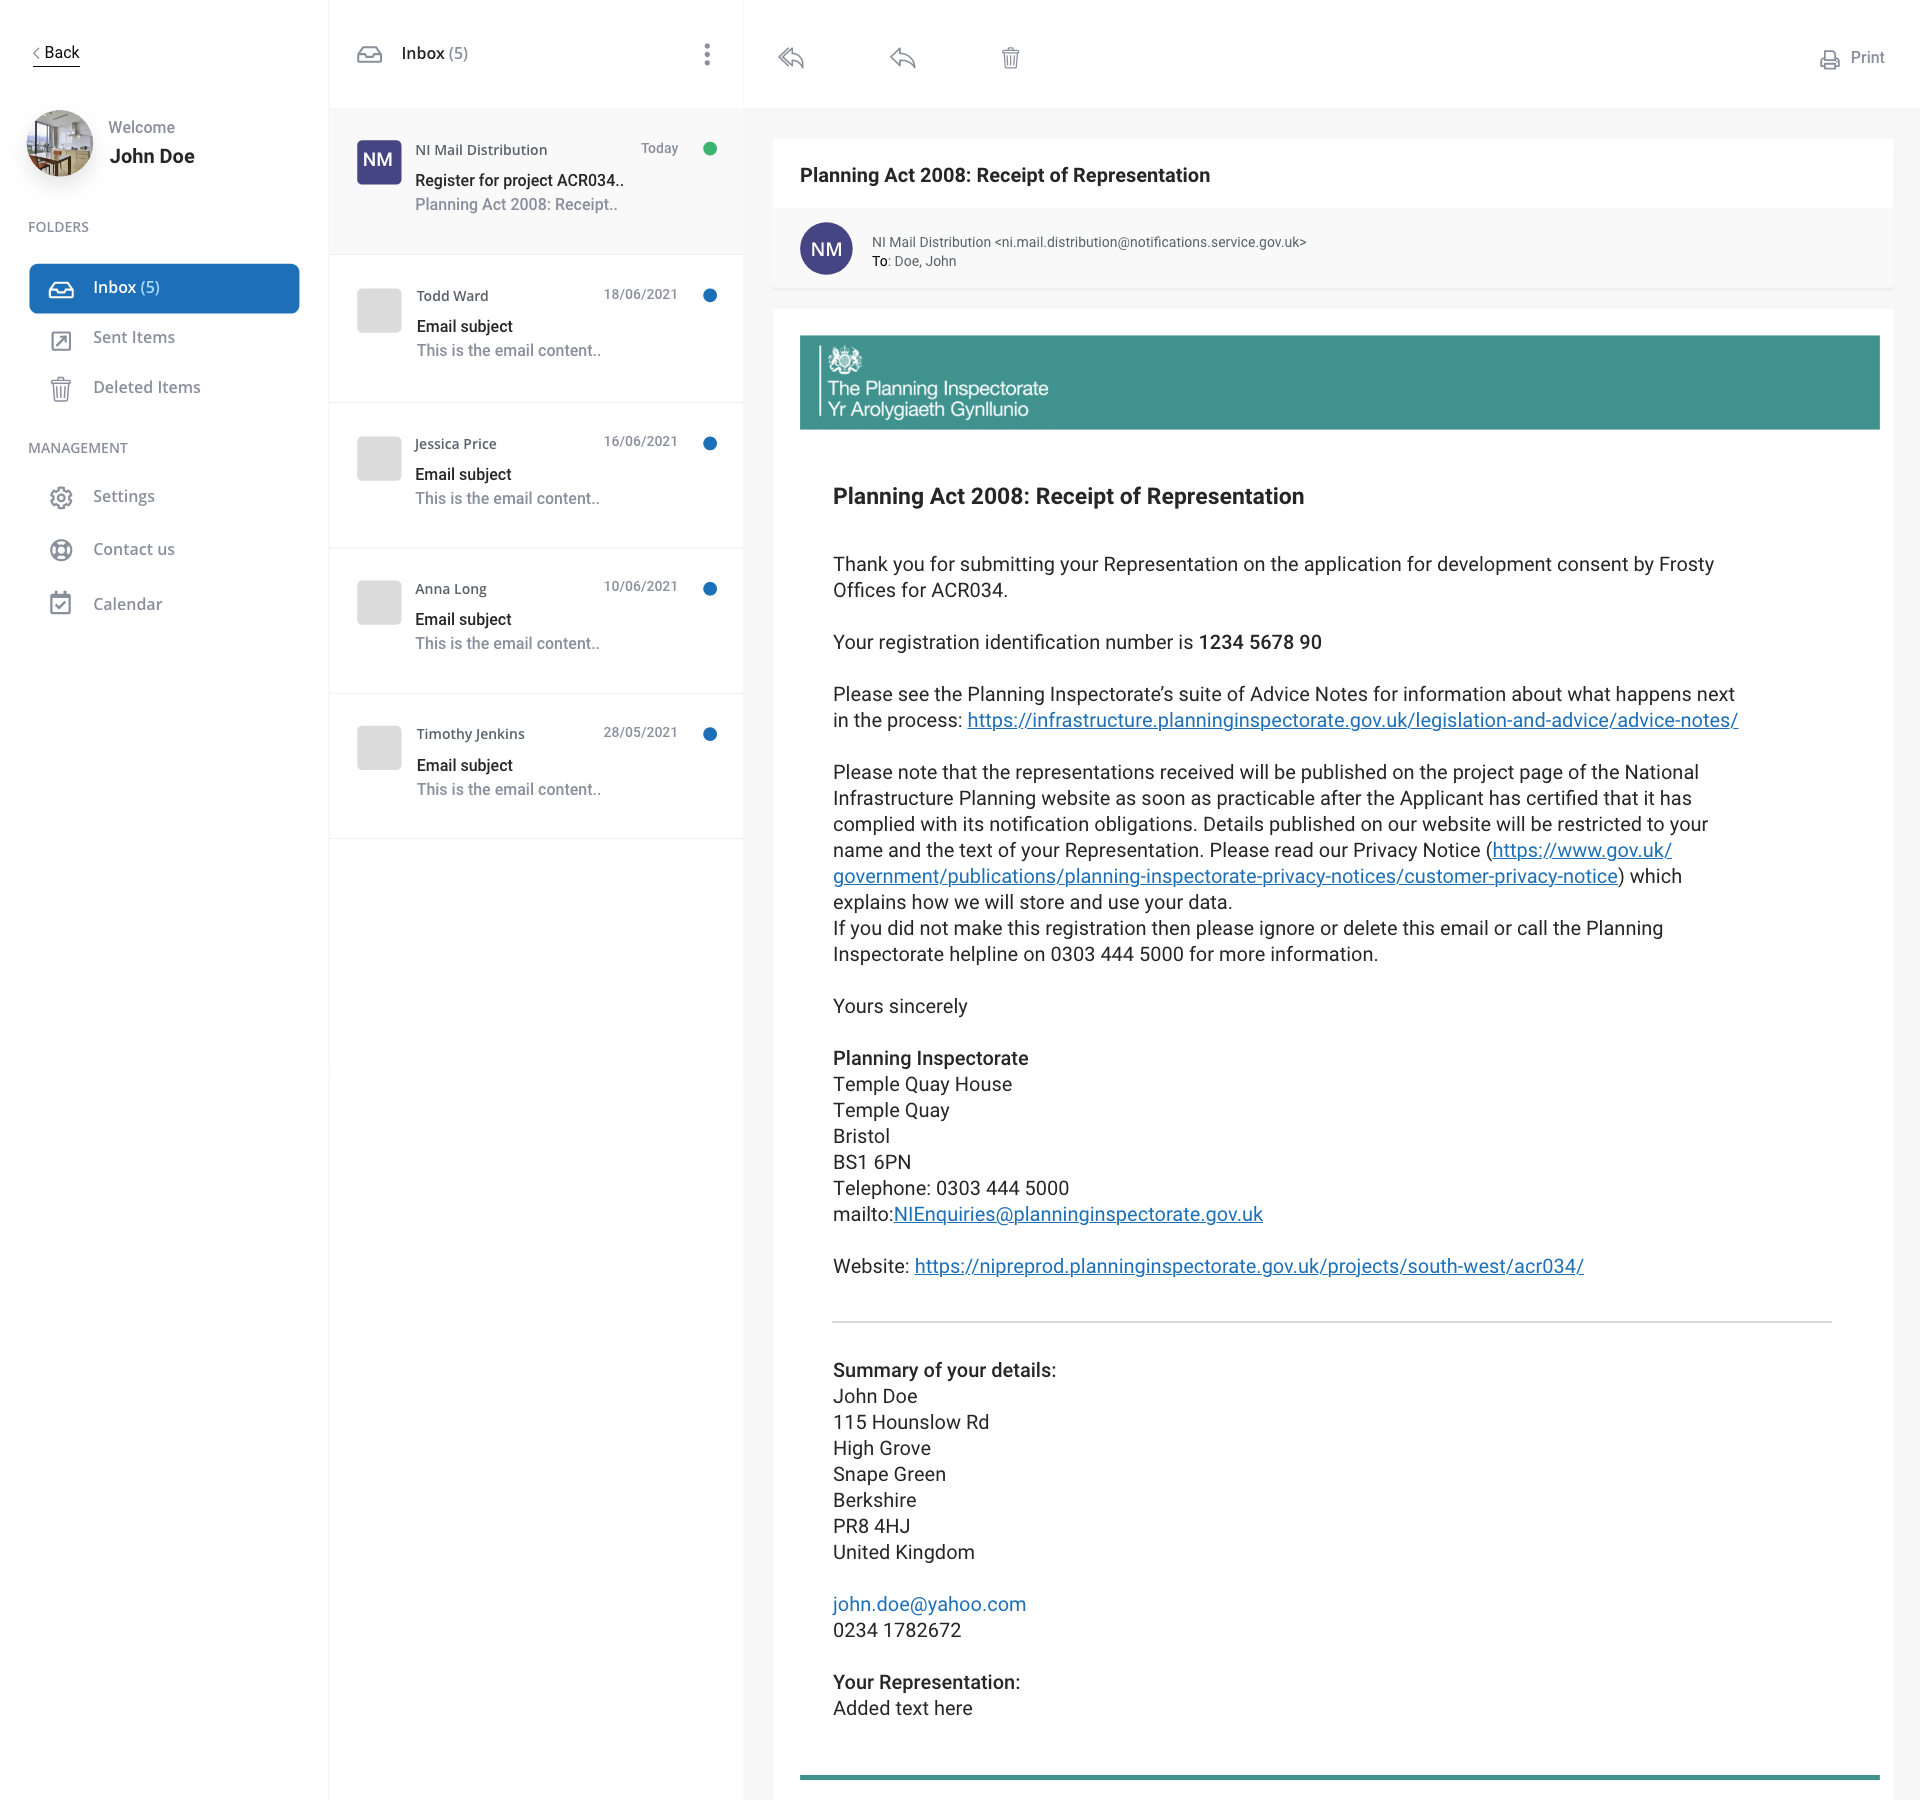 Back
Welcome
John Doe
FOLDERS
Inbox (5)
Sent Items
Deleted Items
MANAGEMENT
Settings
Contact us
Calendar
Inbox (5)
NM
NI Mail Distribution
Today
Register for project ACR034..
Planning Act 2008: Receipt..
Todd Ward
18/06/2021
Email subject
This is the email content..
Jessica Price
16/06/2021
Email subject
This is the email content..
Anna Long
10/06/2021
Email subject
This is the email content..
Timothy Jenkins
28/05/2021
Email subject
This is the email content..
Print
Planning Act 2008: Receipt of Representation
NM
NI Mail Distribution <ni.mail.distribution@notifications.service.gov.uk>
To: Doe, John
The Planning Inspectorate
Yr Arolygiaeth Gynllunio
Planning Act 2008: Receipt of Representation
Thank you for submitting your Representation on the application for development consent by Frosty
Offices for ACR034.
Your registration identification number is 1234 5678 90
Please see the Planning Inspectorate’s suite of Advice Notes for information about what happens next
in the process: https://infrastructure.planninginspectorate.gov.uk/legislation-and-advice/advice-notes/
Please note that the representations received will be published on the project page of the National
Infrastructure Planning website as soon as practicable after the Applicant has certified that it has
complied with its notification obligations. Details published on our website will be restricted to your
name and the text of your Representation. Please read our Privacy Notice (https://www.gov.uk/
government/publications/planning-inspectorate-privacy-notices/customer-privacy-notice) which
explains how we will store and use your data.
If you did not make this registration then please ignore or delete this email or call the Planning
Inspectorate helpline on 0303 444 5000 for more information.
Yours sincerely
Planning Inspectorate
Temple Quay House
Temple Quay
Bristol
BS1 6PN
Telephone: 0303 444 5000
mailto:NIEnquiries@planninginspectorate.gov.uk
Website: https://nipreprod.planninginspectorate.gov.uk/projects/south-west/acr034/
Summary of your details:
John Doe
115 Hounslow Rd
High Grove
Snape Green
Berkshire
PR8 4HJ
United Kingdom
john.doe@yahoo.com
0234 1782672
Your Representation:
Added text here